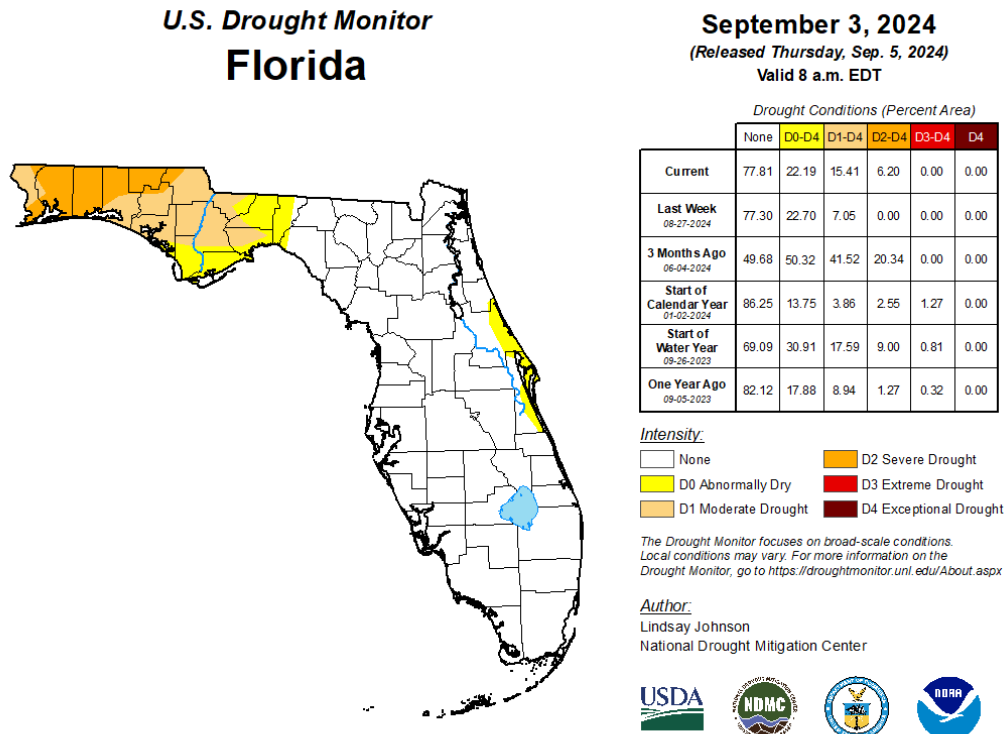 U.S. Drought Monitor
Florida
September 3, 2024
(Released Thursday, Sep. 5, 2024)
Valid 8 a.m. EDT
Drought Conditions (Percent Area)
None D0-D4 D1-D4 D2-D4 D3-D4 D4
Current 77.81 22.19 15.41 6.20 0.00 0.00
Last Week 77.30 22.70 7.05 0.00 0.00 0.00
08-27-2024
3 Months Ago 49.68 50.32 41.52 20.34 0.00 0.00
06-04-2024
Start of
Calendar Year 86.25 13.75 3.86 2.55 1.27 0.00
01-02-2024
Start of
Water Year 69.09 30.91 17.59 9.00 0.81 0.00
09-26-2023
One Year Ago 82.12 17.88 8.94 1.27 0.32 0.00
09-05-2023
Intensity:
None
D0 Abnormally Dry
D1 Moderate Drought
D2 Severe Drought
D3 Extreme Drought
D4 Exceptional Drought
The Drought Monitor focuses on broad-scale conditions.
Local conditions may vary. For more information on the
Drought Monitor, go to https://droughtmonitor.unl.edu/About.aspx
Author:
Lindsay Johnson
National Drought Mitigation Center
USDA
NDMC
NOAA